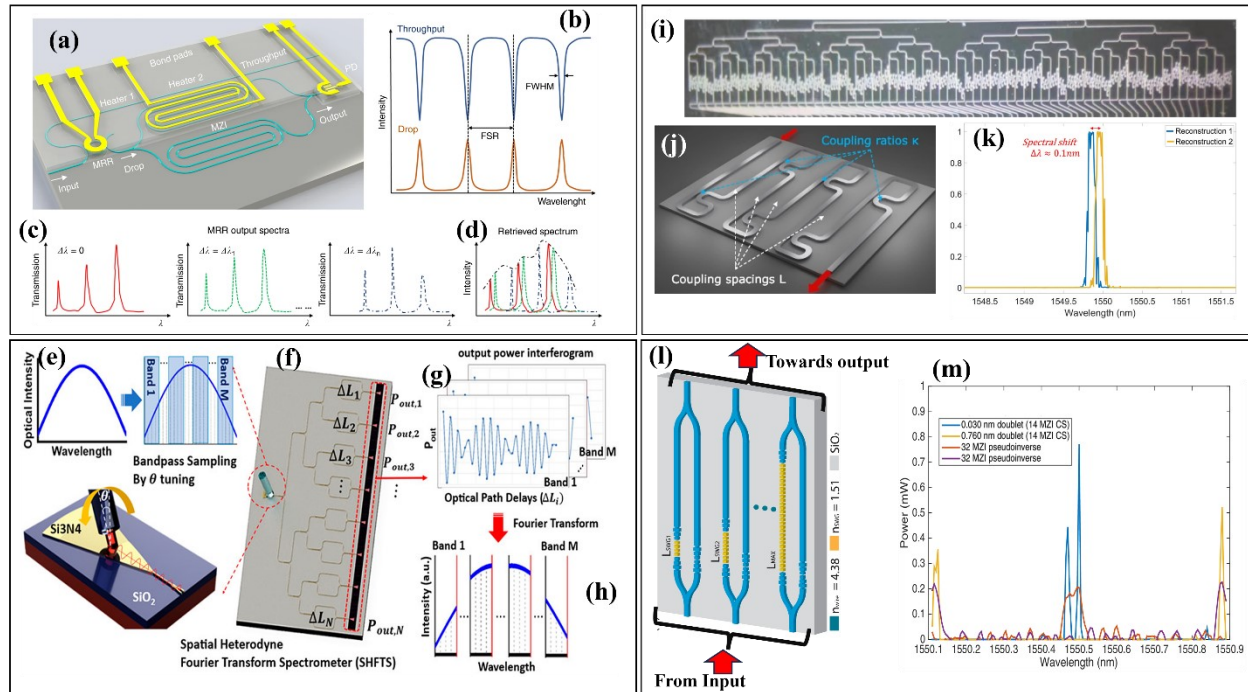 (a)
Bond pads
Heater 1
Heater 2
Throughput
PD
MZI
MRR
Drop
Input
Output
(b)
Throughput
FWHM
Drop
FSR
Intensity
Wavelenght
(c)
MRR output spectra
Δλ = 0
Transmission
λ
Transmission
λ
Transmission
λ
(d)
Retrieved spectrum
Intensity
λ
(e)
Optical Intensity
Wavelength
Band 1
Band M
Bandpass Sampling
By θ tuning
θ
Si3N4
SiO2
(f)
ΔL1
ΔL2
ΔL3
ΔLN
Pout,1
Pout,2
Pout,3
Pout,N
Spatial Heterodyne
Fourier Transform Spectrometer (SHFTS)
output power interferogram
(g)
Pout
Band M
Band 1
Optical Path Delays (ΔLi)
Fourier Transform
Band 1
Band M
Intensity (a.u.)
Wavelength
(h)
(i)
(j)
Coupling ratios κ
Coupling spacings L
(k)
Spectral shift
Δλ ≈ 0.1nm
Reconstruction 1
Reconstruction 2
1
0.8
0.6
0.4
0.2
0
1548.5
1549
1549.5
1550
1550.5
1551
1551.5
Wavelength (nm)
(l)
Towards output
LSWG1
LSWG2
LMAX
SiO2
nSWG = 1.51
= 4.38
From Input
(m)
0.030 nm doublet (14 MZI CS)
0.760 nm doublet (14 MZI CS)
32 MZI pseudoinverse
32 MZI pseudoinverse
Power (mW)
1
0.9
0.8
0.7
0.6
0.5
0.4
0.3
0.2
0.1
0
1550.1
1550.2
1550.3
1550.4
1550.5
1550.6
1550.7
1550.8
1550.9
Wavelength (nm)